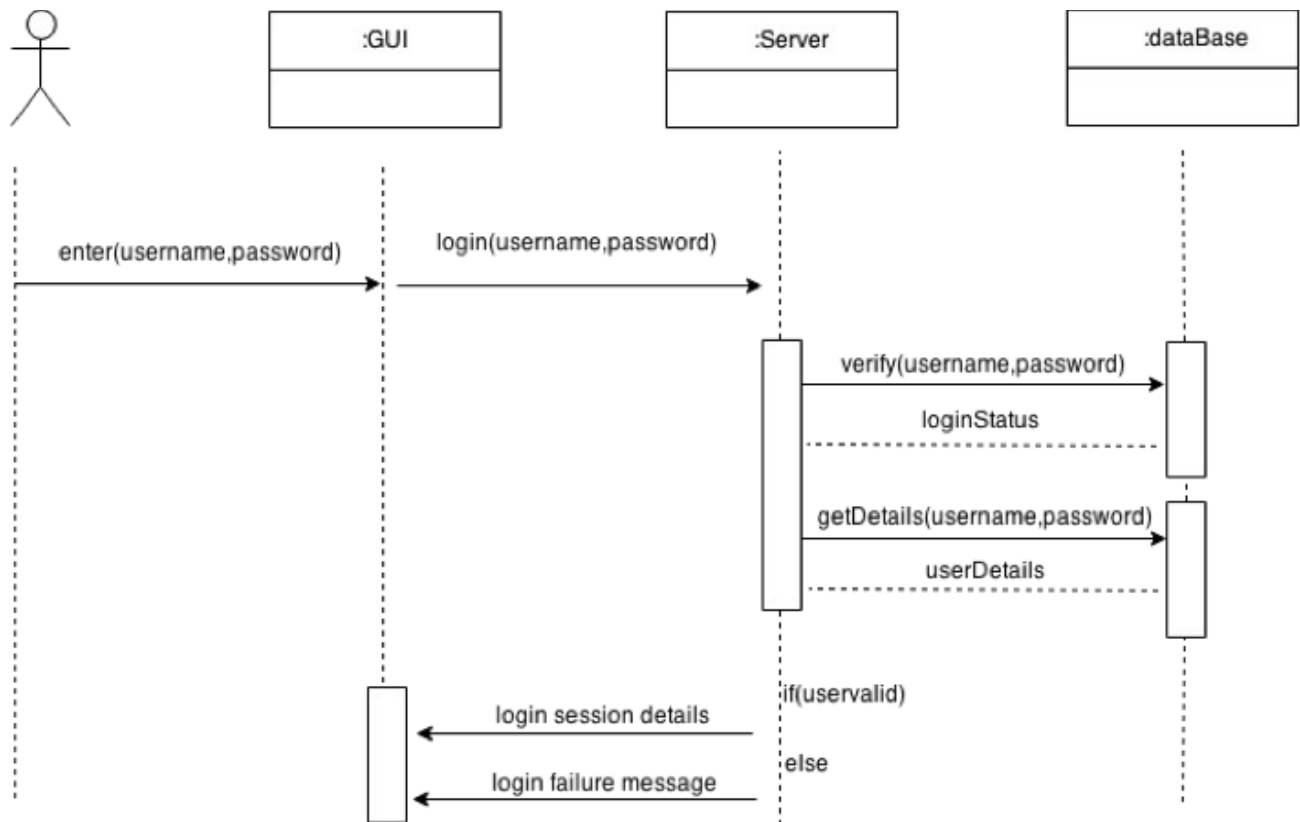 :GUI
:Server
:dataBase
enter(username,password)
login(username,password)
verify(username,password)
loginStatus
getDetails(username,password)
userDetails
if(uservalid)
login session details
else
login failure message